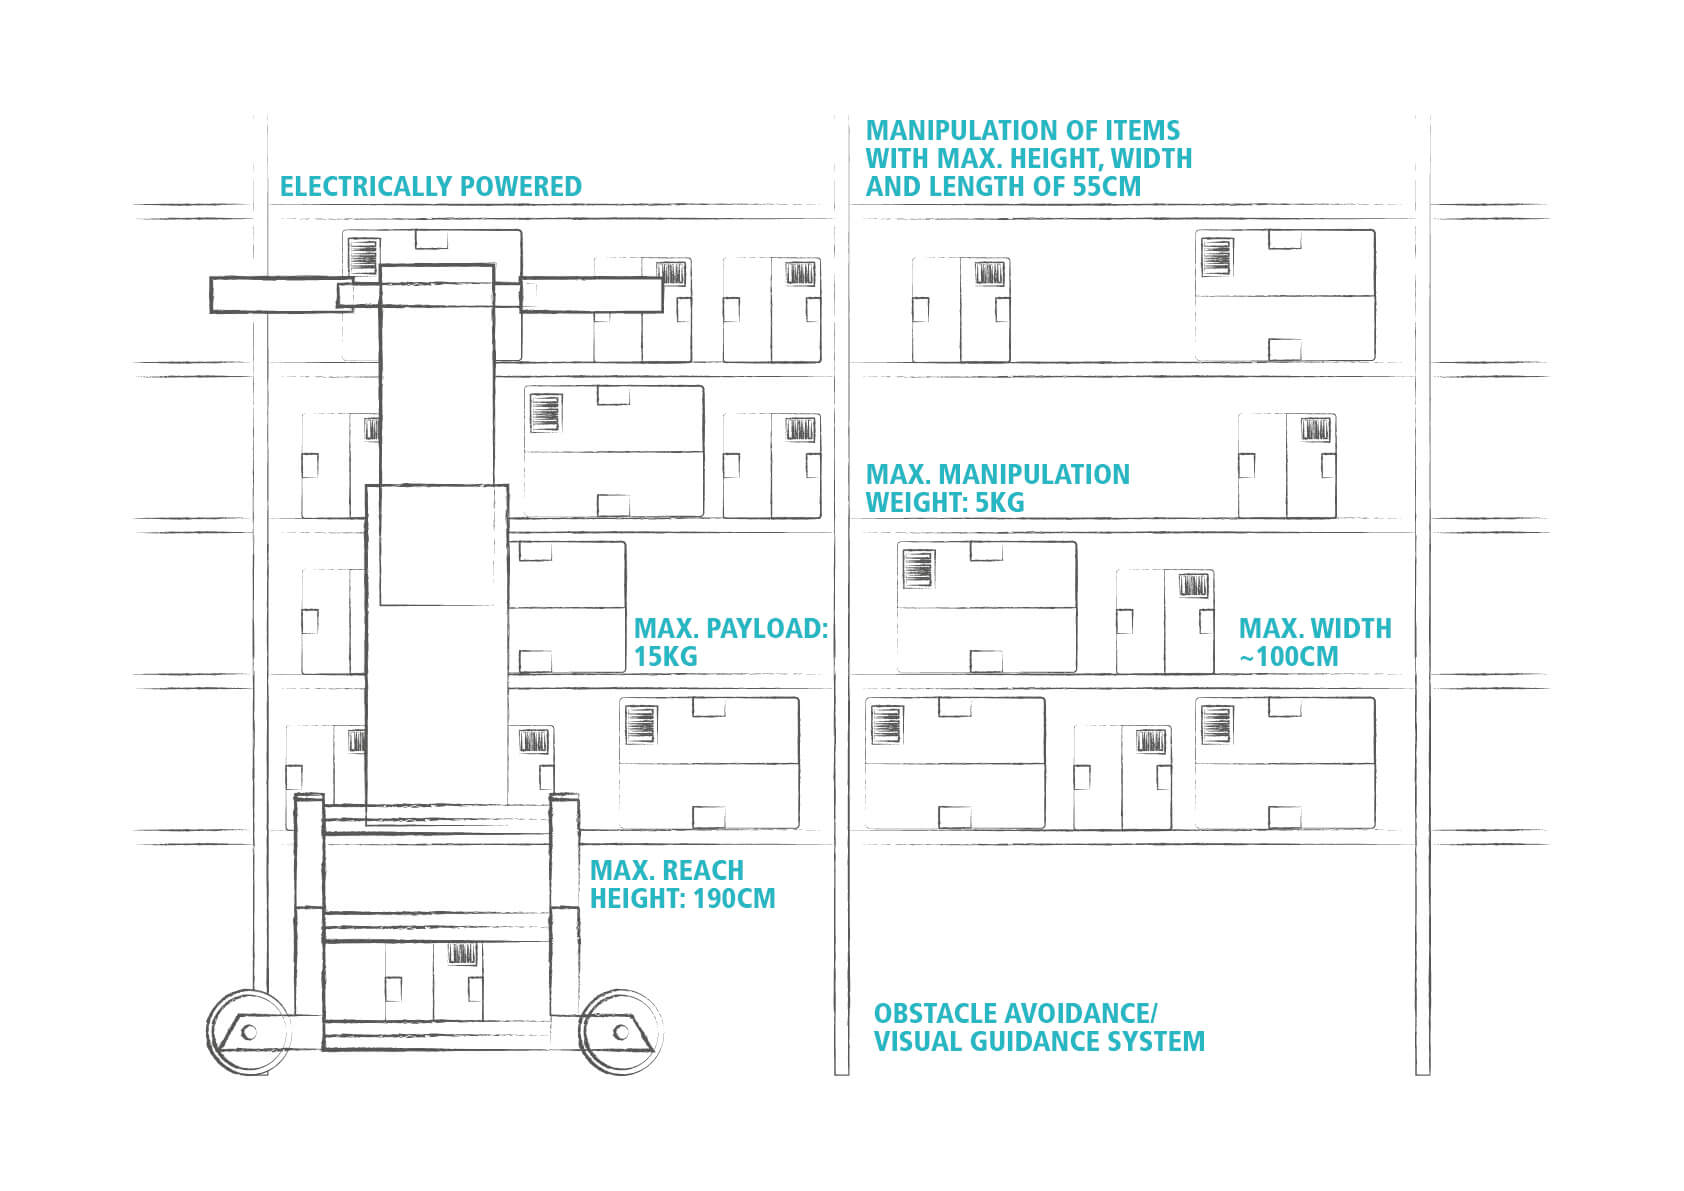 MANIPULATION OF ITEMS
WITH MAX. HEIGHT, WIDTH
AND LENGTH OF 55CM
ELECTRICALLY POWERED
MAX. MANIPULATION
WEIGHT: 5KG
MAX. PAYLOAD:
15KG
MAX. WIDTH
~100CM
MAX. REACH
HEIGHT: 190CM
OBSTACLE AVOIDANCE/
VISUAL GUIDANCE SYSTEM